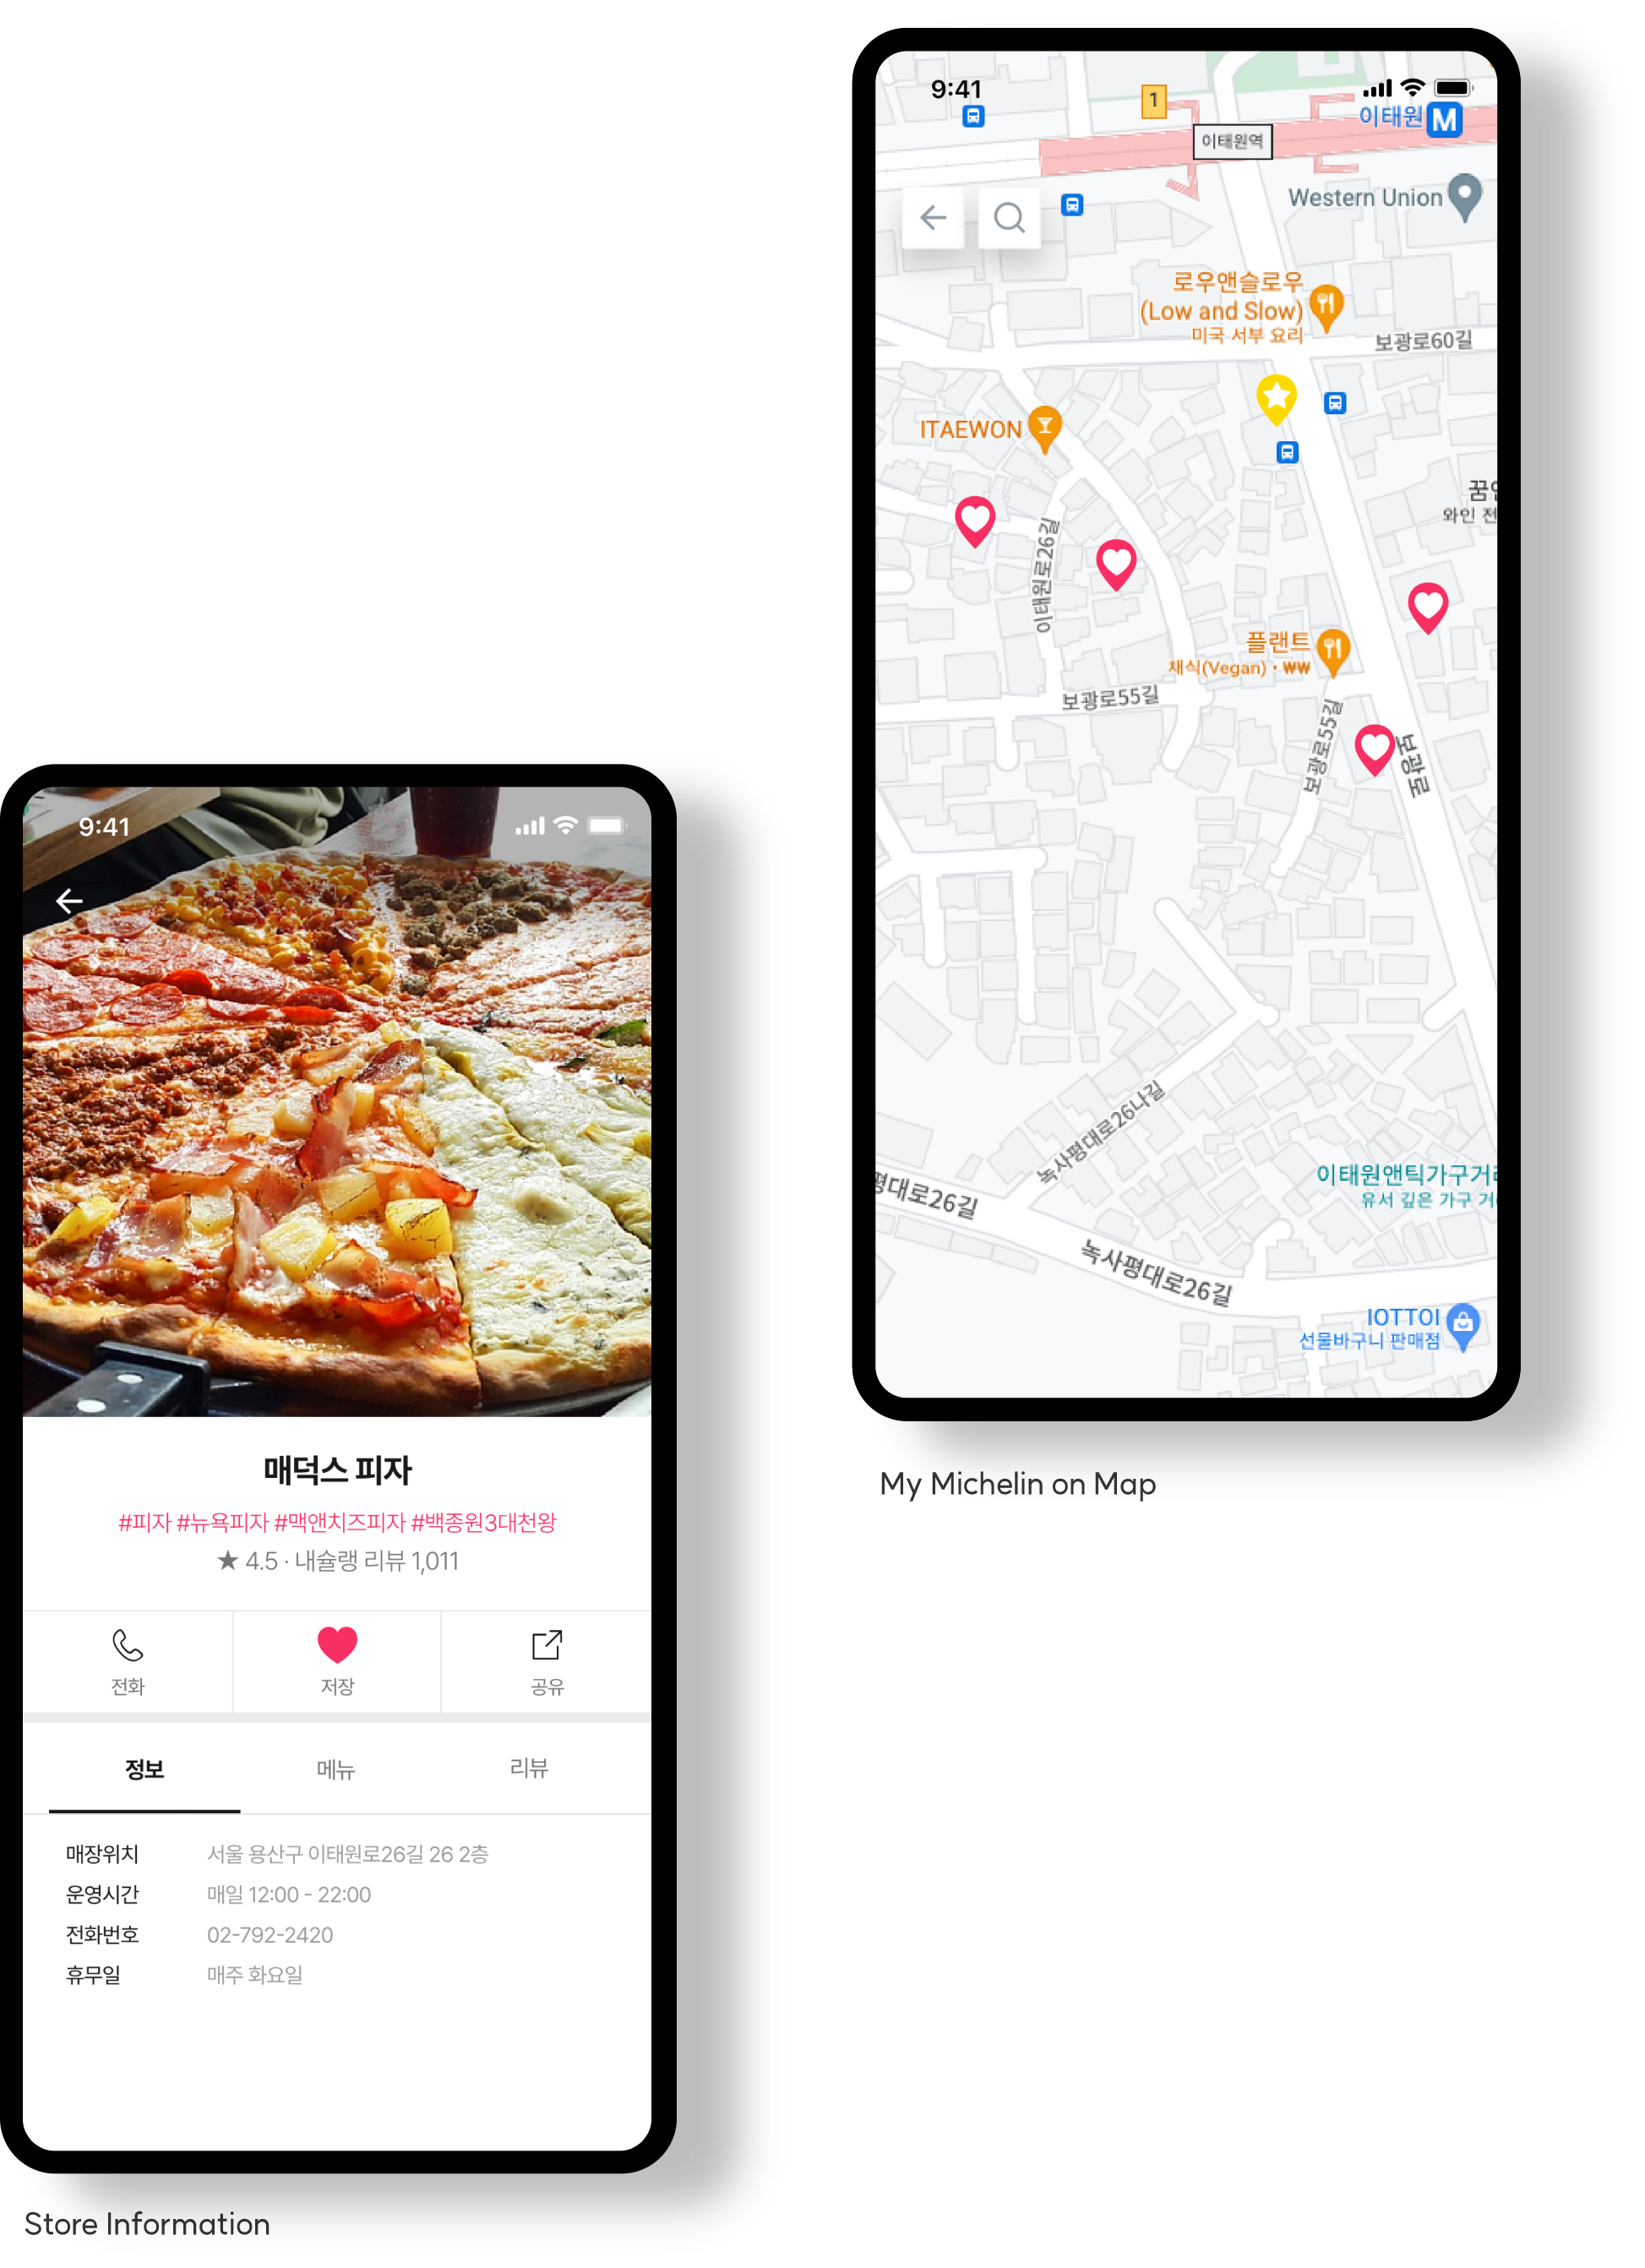 9:41
1
이태원
이태원역
Western Union
로우앤슬로우
(Low and Slow)
미국 서부 요리
보광로60길
ITAEWON
와인 전
이태원로26길
플랜트
채식(Vegan) · ₩₩
보광로55길
보광로55길
보광로
녹사평대로26나길
이태원앤틱가구거리
유서 깊은 가구 거
평대로26길
녹사평대로26길
IOTTOI
선물바구니 판매점
My Michelin on Map
9:41
매덕스 피자
#피자 #뉴욕피자 #맥앤치즈피자 #백종원3대천왕
★ 4.5 · 내슐랭 리뷰 1,011
전화
저장
공유
정보
메뉴
리뷰
매장위치 서울 용산구 이태원로26길 26 2층
운영시간 매일 12:00 - 22:00
전화번호 02-792-2420
휴무일 매주 화요일
Store Information